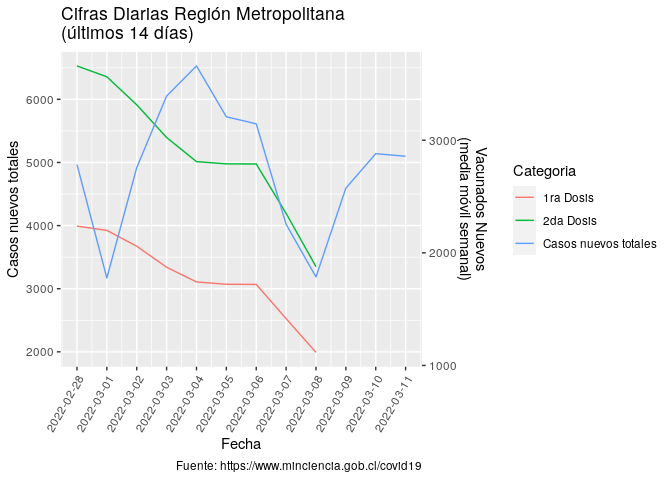 Cifras Diarias Región Metropolitana
(últimos 14 días)
Casos nuevos totales
6000
5000
4000
3000
2000
3000
2000
1000
Vacunados Nuevos
(media móvil semanal)
2022-02-28
2022-03-01
2022-03-02
2022-03-03
2022-03-04
2022-03-05
2022-03-06
2022-03-07
2022-03-08
2022-03-09
2022-03-10
2022-03-11
Fecha
Categoria
1ra Dosis
2da Dosis
Casos nuevos totales
Fuente: https://www.minciencia.gob.cl/covid19